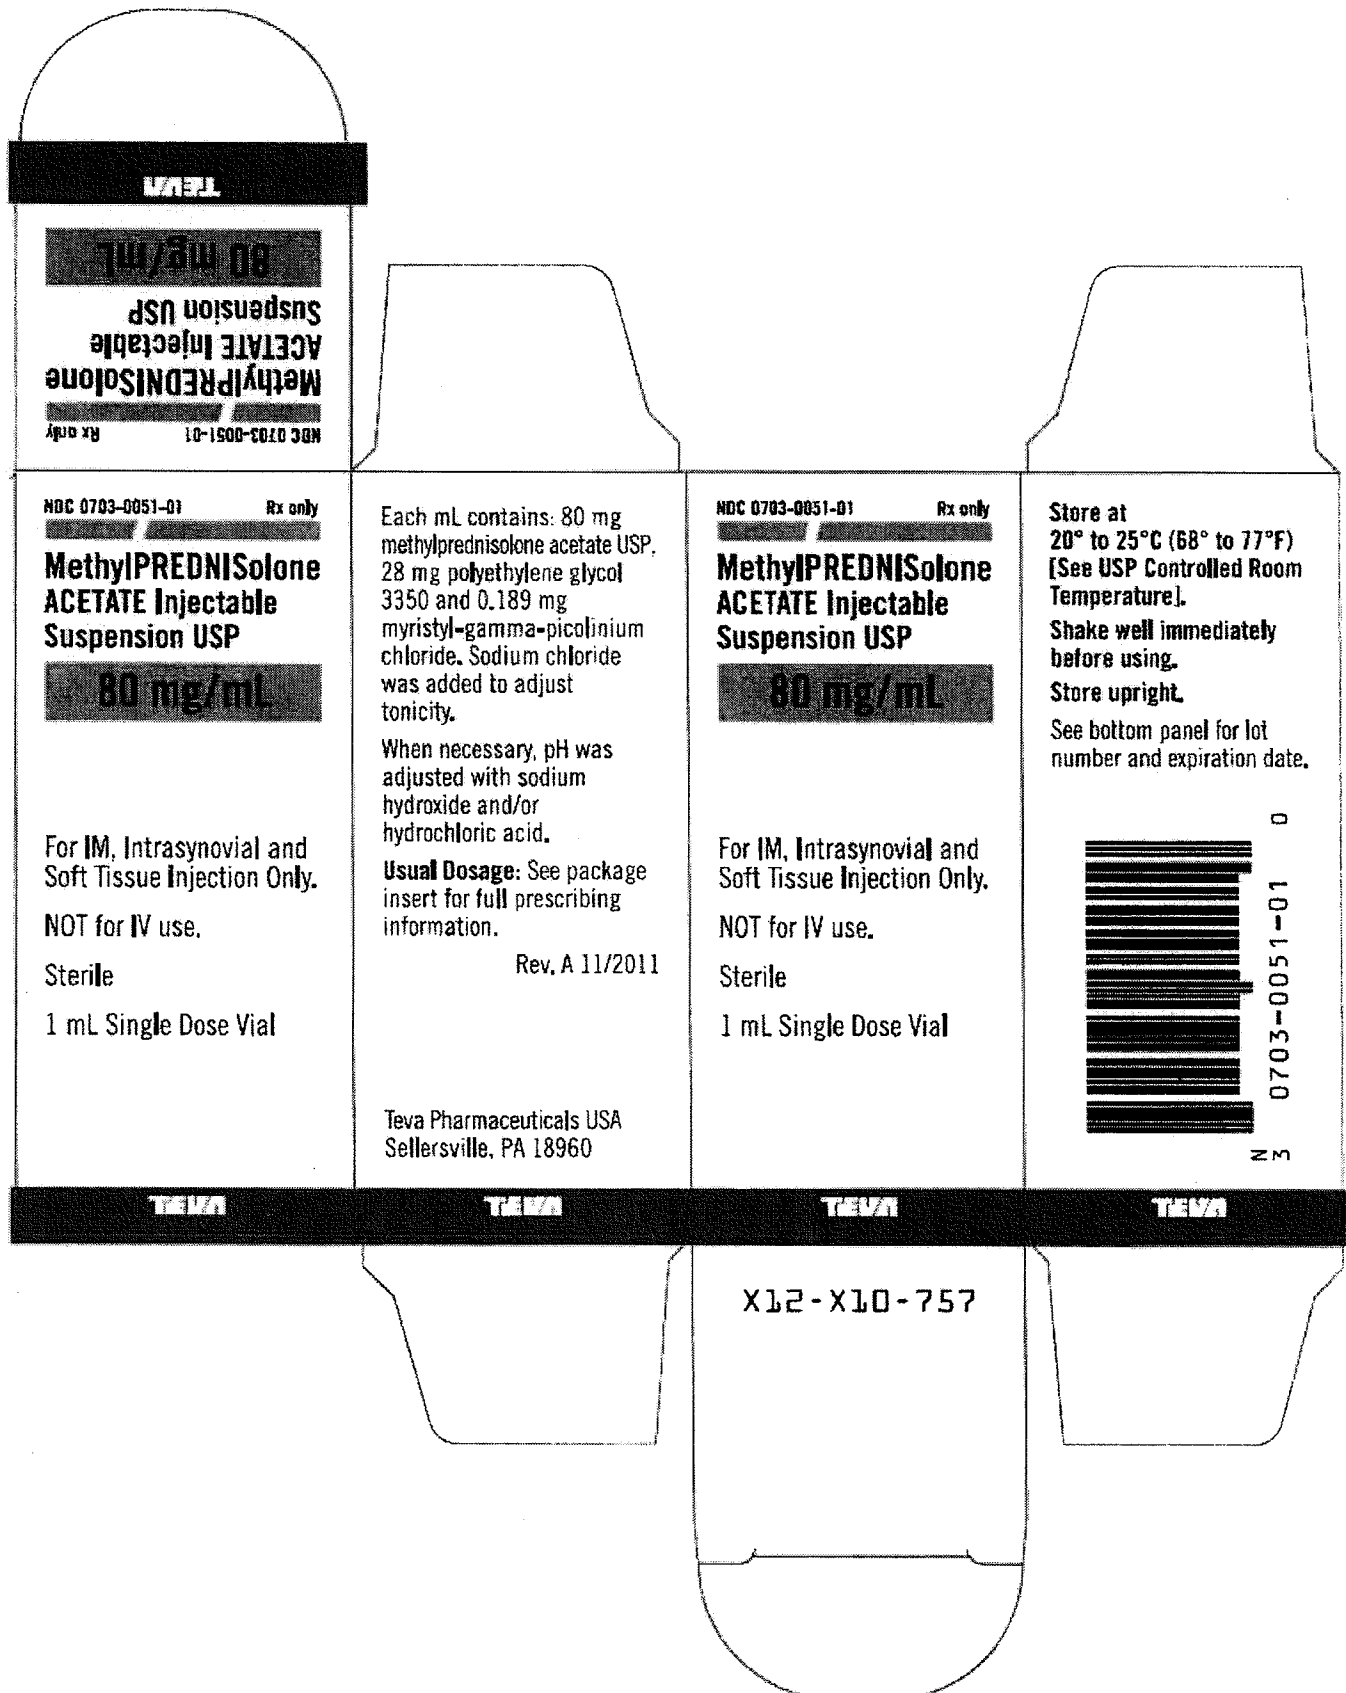 TEVA
80 mg/mL
Suspension USP
ACETATE Injectable
MethylPREDNISolone
NDC 0703-0051-01 Rx only
NDC 0703-0051-01 Rx only
MethylPREDNISolone
ACETATE Injectable
Suspension USP
80 mg/mL
For IM, Intrasynovial and
Soft Tissue Injection Only.
NOT for IV use.
Sterile
1 mL Single Dose Vial
TEVA
Each mL contains: 80 mg
methylprednisolone acetate USP,
28 mg polyethylene glycol
3350 and 0.189 mg
myristyl-gamma-picolinium
chloride. Sodium chloride
was added to adjust
tonicity.
When necessary, pH was
adjusted with sodium
hydroxide and/or
hydrochloric acid.
Usual Dosage: See package
insert for full prescribing
information.
Rev. A 11/2011
Teva Pharmaceuticals USA
Sellersville, PA 18960
TEVA
NDC 0703-0051-01 Rx only
MethylPREDNISolone
ACETATE Injectable
Suspension USP
80 mg/mL
For IM, Intrasynovial and
Soft Tissue Injection Only.
NOT for IV use.
Sterile
1 mL Single Dose Vial
TEVA
X12-X10-757
Store at
20° to 25°C (68° to 77°F)
[See USP Controlled Room
Temperature].
Shake well immediately
before using.
Store upright.
See bottom panel for lot
number and expiration date.
N
3 0703-0051-01 0
TEVA